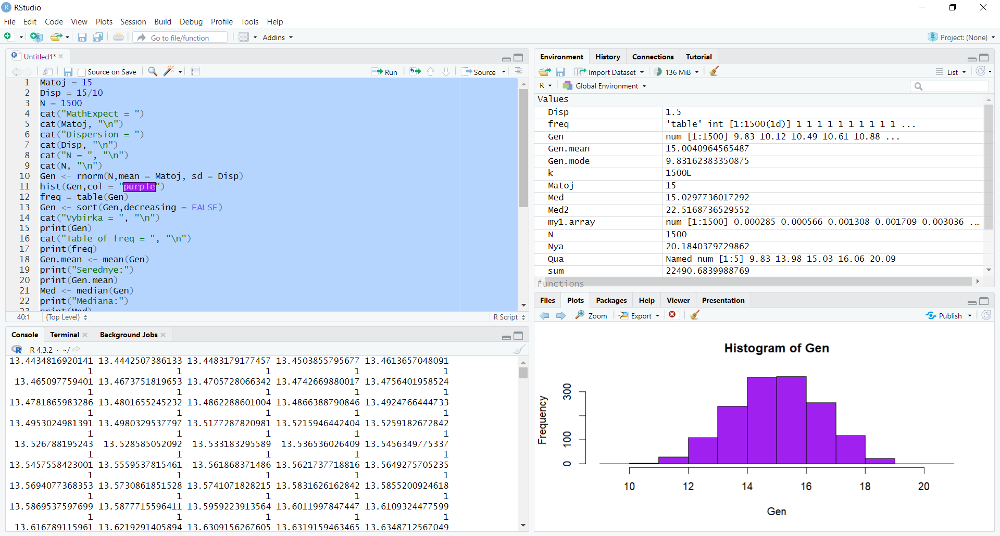 RStudio
File Edit Code View Plots Session Build Debug Profile Tools Help
Go to file/function Addins Project: (None)
Untitled1*
Source on Save Run Source
1 Matoj = 15
2 Disp = 15/10
3 N = 1500
4 cat("MathExpect = ")
5 cat(Matoj, "\n")
6 cat("Dispersion = ")
7 cat(Disp, "\n")
8 cat("N = ", "\n")
9 cat(N, "\n")
10 Gen <- rnorm(N,mean = Matoj, sd = Disp)
11 hist(Gen,col = "purple")
12 freq = table(Gen)
13 Gen <- sort(Gen,decreasing = FALSE)
14 cat("Vybirka = ", "\n")
15 print(Gen)
16 cat("Table of freq = ", "\n")
17 print(freq)
18 Gen.mean <- mean(Gen)
19 print("Serednye:")
20 print(Gen.mean)
21 Med <- median(Gen)
22 print("Mediana:")
23 print(Med)
40:1 (Top Level) R Script
Console Terminal Background Jobs
R 4.3.2 · ~/
13.4434816920141 13.4442507386133 13.4483179177457 13.4503855795677 13.4613657048091
1 1 1 1 1
13.465097759401 13.4673751819653 13.4705728066342 13.4742669880017 13.4756401958524
1 1 1 1 1
13.4781865983286 13.4801655245232 13.4862288601004 13.4866388790846 13.4924766444733
1 1 1 1 1
13.4953024981391 13.4980329537797 13.5177287820981 13.5215946442404 13.5259182672842
1 1 1 1 1
13.526788195243 13.528585052092 13.533183295589 13.536536026409 13.5456349775337
1 1 1 1 1
13.5457558423001 13.5559537815461 13.561868371486 13.5621737718816 13.5649275705235
1 1 1 1 1
13.5694077368353 13.5730861851528 13.5741071828215 13.5831626162842 13.5855200924618
1 1 1 1 1
13.5869537597699 13.5877715596411 13.5959223913564 13.6011997847447 13.6109324477599
1 1 1 1 1
13.616789115961 13.6219291405894 13.6309156267605 13.6319159463465 13.6348712567049
Environment History Connections Tutorial
Import Dataset 136 MiB List
R Global Environment
Values
Disp 1.5
freq 'table' int [1:1500(1d)] 1 1 1 1 1 1 1 1 1 1 ...
Gen num [1:1500] 9.83 10.12 10.49 10.61 10.88 ...
Gen.mean 15.0040964565487
Gen.mode 9.83162383350875
k 1500L
Matoj 15
Med 15.0297736017292
Med2 22.5168736529552
my1.array num [1:1500] 0.000285 0.000566 0.001308 0.001709 0.003036 ...
N 1500
Nya 20.1840379729862
Qua Named num [1:5] 9.83 13.98 15.03 16.06 20.09
sum 22490.6839988769
Functions
Files Plots Packages Help Viewer Presentation
Zoom Export Publish
Histogram of Gen
Frequency
0 100 300
10 12 14 16 18 20
Gen